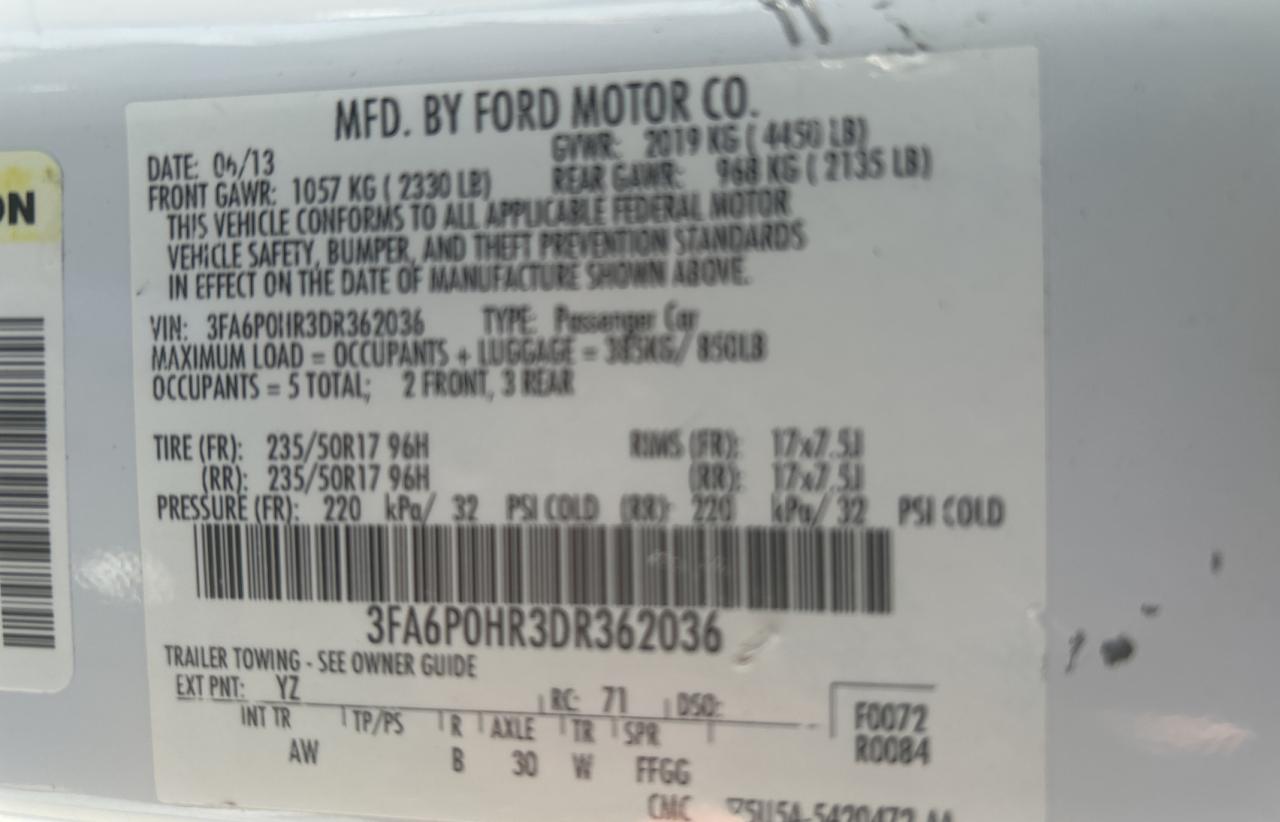 ON
MFD. BY FORD MOTOR CO.
DATE: 06/13 GVWR: 2019 KG ( 4450 LB)
FRONT GAWR: 1057 KG ( 2330 LB) REAR GAWR: 968 KG ( 2135 LB)
THIS VEHICLE CONFORMS TO ALL APPLICABLE FEDERAL MOTOR
VEHICLE SAFETY, BUMPER, AND THEFT PREVENTION STANDARDS
IN EFFECT ON THE DATE OF MANUFACTURE SHOWN ABOVE.
VIN: 3FA6P0HR3DR362036 TYPE: Passenger Car
MAXIMUM LOAD = OCCUPANTS + LUGGAGE = 385KG/ 850LB
OCCUPANTS = 5 TOTAL; 2 FRONT, 3 REAR
TIRE (FR): 235/50R17 96H RIMS (FR): 17x7.5J
(RR): 235/50R17 96H (RR): 17x7.5J
PRESSURE (FR): 220 kPa/ 32 PSI COLD (RR): 220 kPa/ 32 PSI COLD
3FA6P0HR3DR362036
TRAILER TOWING - SEE OWNER GUIDE
EXT PNT: YZ RC: 71 DSO:
INT TR TP/PS R AXLE TR SPR F0072
R0084
AW B 30 W FFGG
CMC